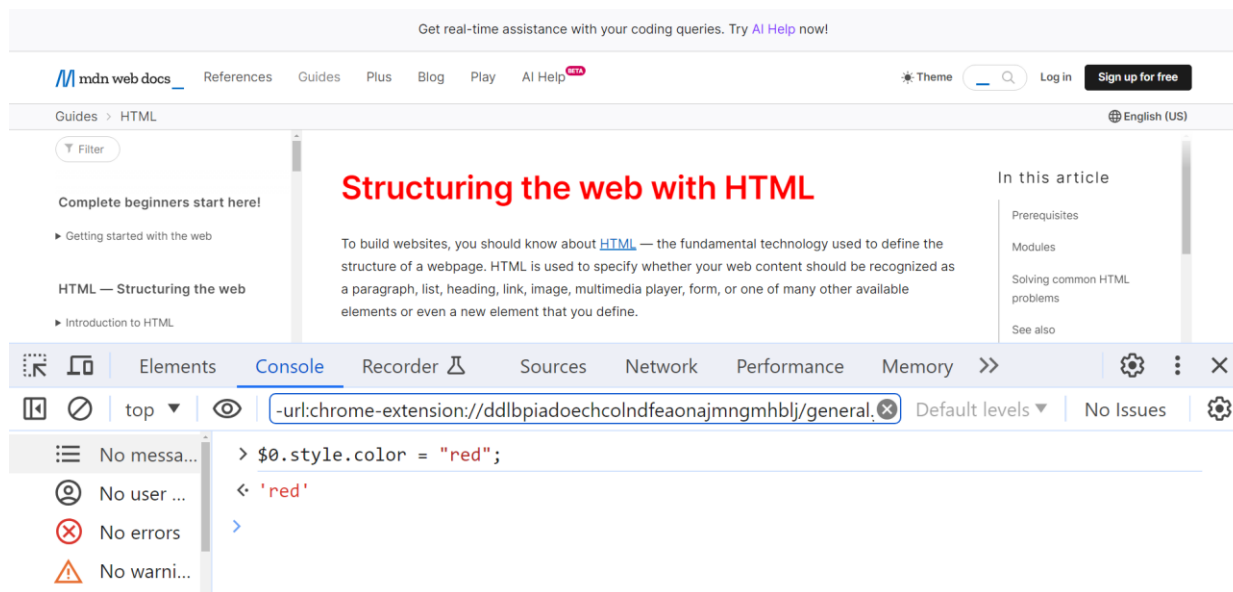 Get real-time assistance with your coding queries. Try AI Help now!
mdn web docs_ References Guides Plus Blog Play AI Help BETA Theme Log in Sign up for free
Guides > HTML English (US)
Filter
Complete beginners start here!
Getting started with the web
HTML — Structuring the web
Introduction to HTML
Structuring the web with HTML
To build websites, you should know about HTML — the fundamental technology used to define the
structure of a webpage. HTML is used to specify whether your web content should be recognized as
a paragraph, list, heading, link, image, multimedia player, form, or one of many other available
elements or even a new element that you define.
In this article
Prerequisites
Modules
Solving common HTML
problems
See also
Elements Console Recorder Sources Network Performance Memory
top -url:chrome-extension://ddlbpiadoechcolndfeaonajmngmhblj/general. Default levels No Issues
No messa...
No user ...
No errors
No warni...
> $0.style.color = "red";
'red'
>